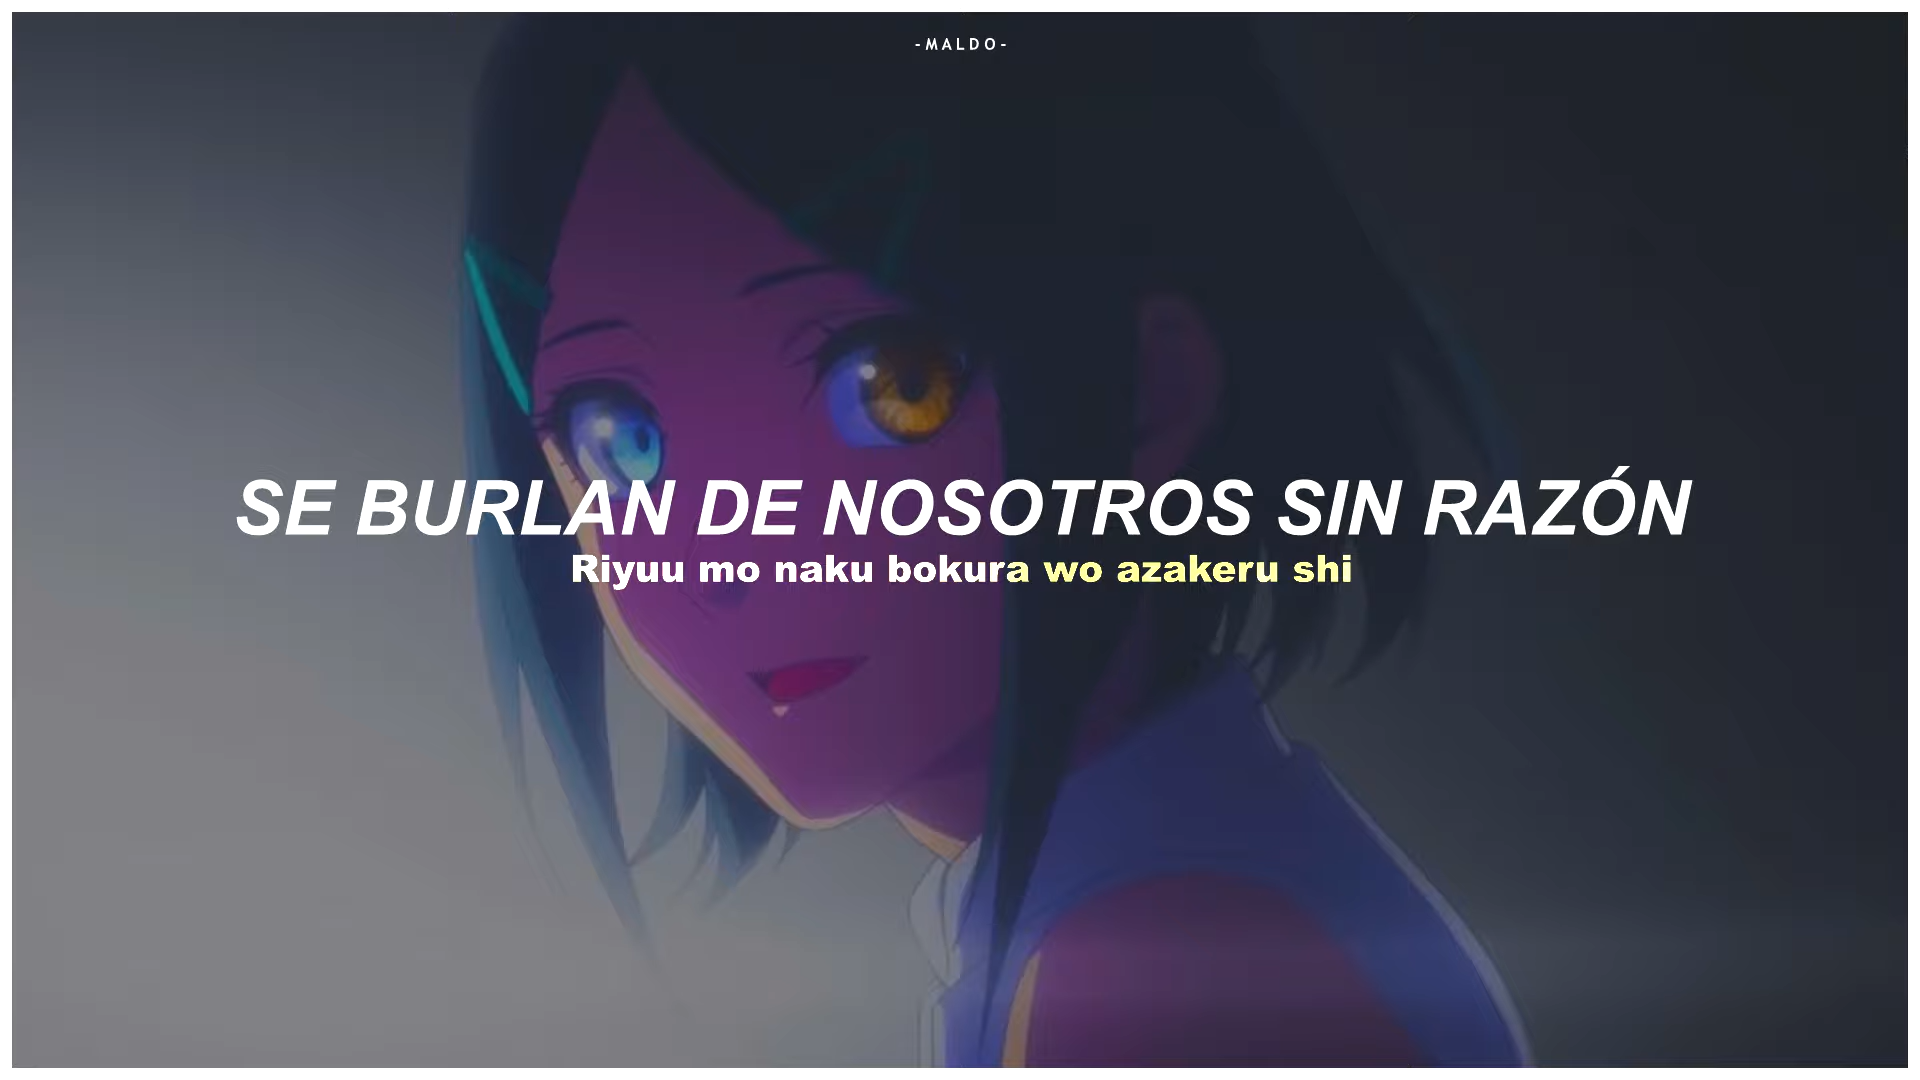 -MALDO-
SE BURLAN DE NOSOTROS SIN RAZÓN
Riyuu mo naku bokura wo azakeru shi